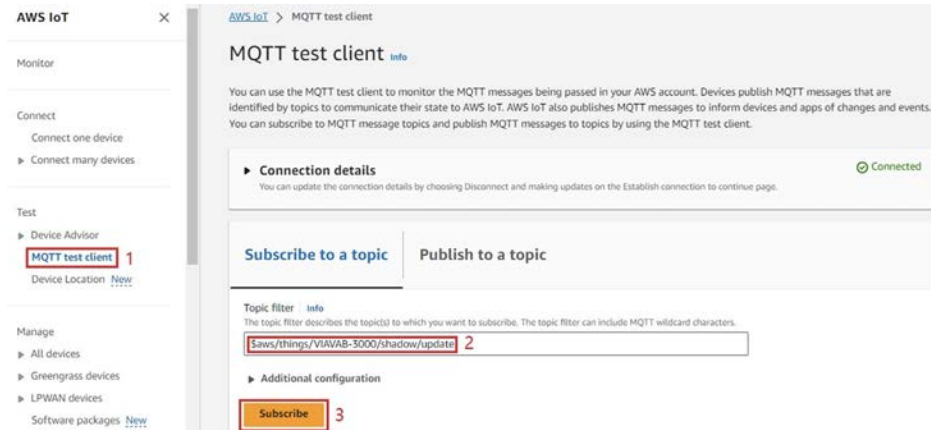 AWS IoT
Monitor
Connect
Connect one device
Connect many devices
Test
Device Advisor
MQTT test client 1
Device Location New
Manage
All devices
Greengrass devices
LPWAN devices
Software packages New
AWS IoT > MQTT test client
MQTT test client Info
You can use the MQTT test client to monitor the MQTT messages being passed in your AWS account. Devices publish MQTT messages that are
identified by topics to communicate their state to AWS IoT. AWS IoT also publishes MQTT messages to inform devices and apps of changes and events.
You can subscribe to MQTT message topics and publish MQTT messages to topics by using the MQTT test client.
Connection details
Connected
You can update the connection details by choosing Disconnect and making updates on the Establish connection to continue page.
Subscribe to a topic Publish to a topic
Topic filter Info
The topic filter describes the topic(s) to which you want to subscribe. The topic filter can include MQTT wildcard characters.
$aws/things/VIAVAB-3000/shadow/update 2
Additional configuration
Subscribe 3